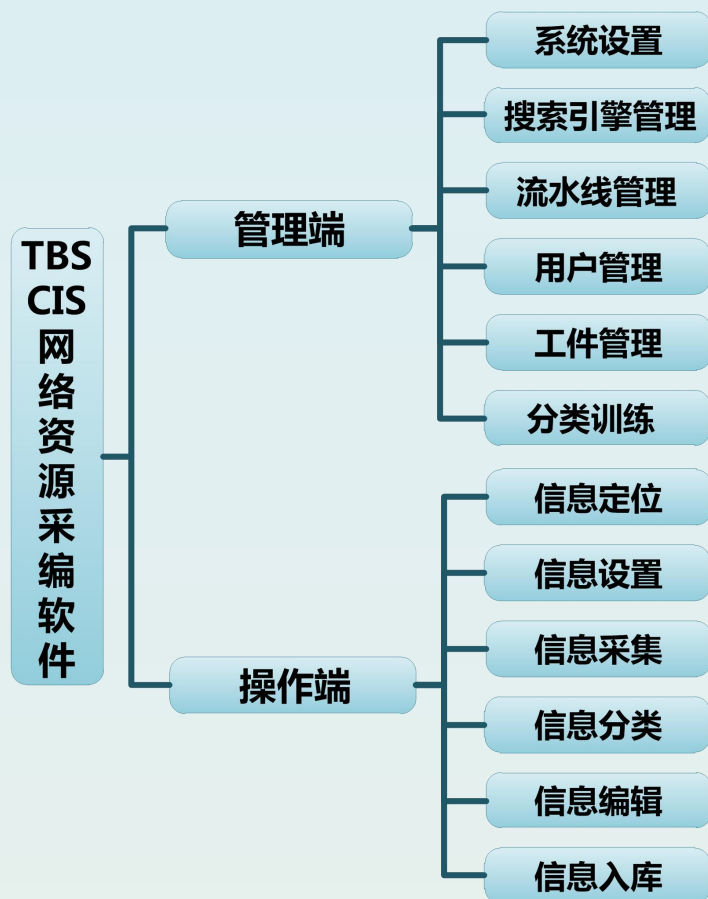 TBS
CIS
网
络
资
源
采
编
软
件
管理端
系统设置
搜索引擎管理
流水线管理
用户管理
工件管理
分类训练
操作端
信息定位
信息设置
信息采集
信息分类
信息编辑
信息入库